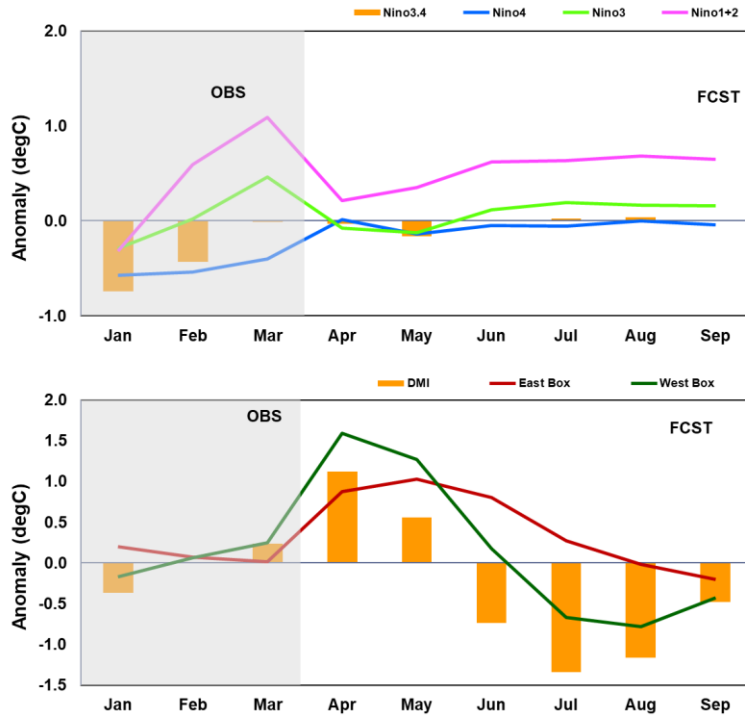 Nino3.4 Nino4 Nino3 Nino1+2
2.0
OBS
FCST
1.0
Anomaly (degC)
0.0
-1.0
Jan Feb Mar Apr May Jun Jul Aug Sep
DMI East Box West Box
2.0
OBS
FCST
1.5
1.0
Anomaly (degC)
0.5
0.0
-0.5
-1.0
-1.5
Jan Feb Mar Apr May Jun Jul Aug Sep